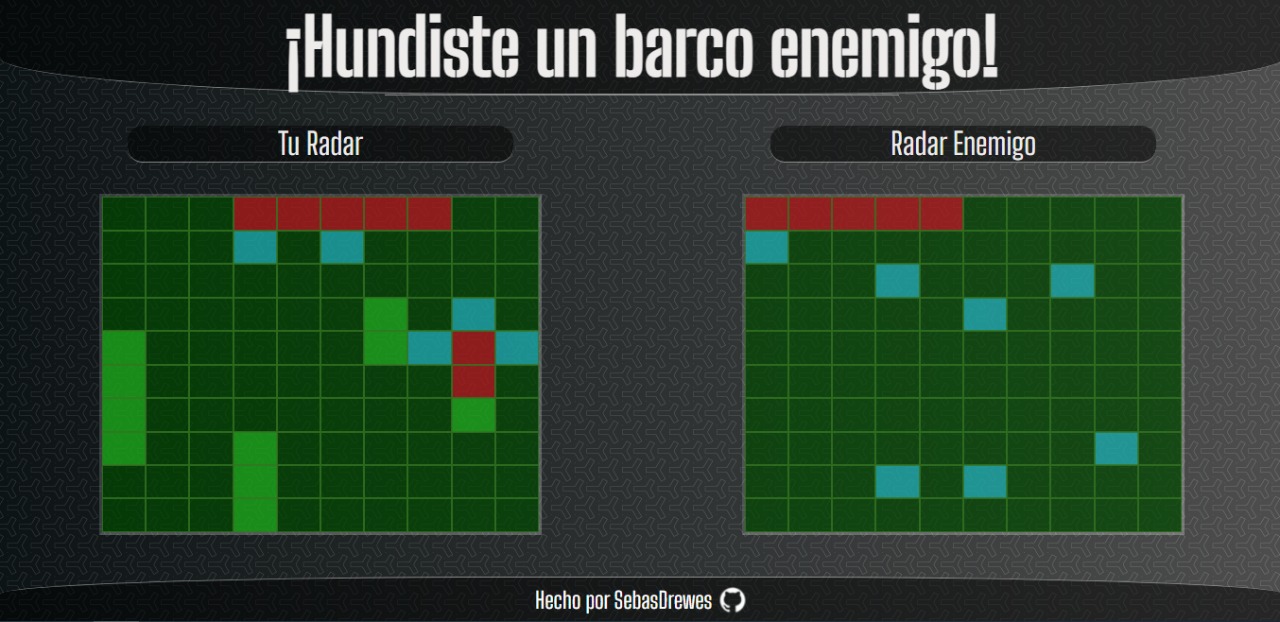 ¡Hundiste un barco enemigo!
Tu Radar
Radar Enemigo
Hecho por SebasDrewes